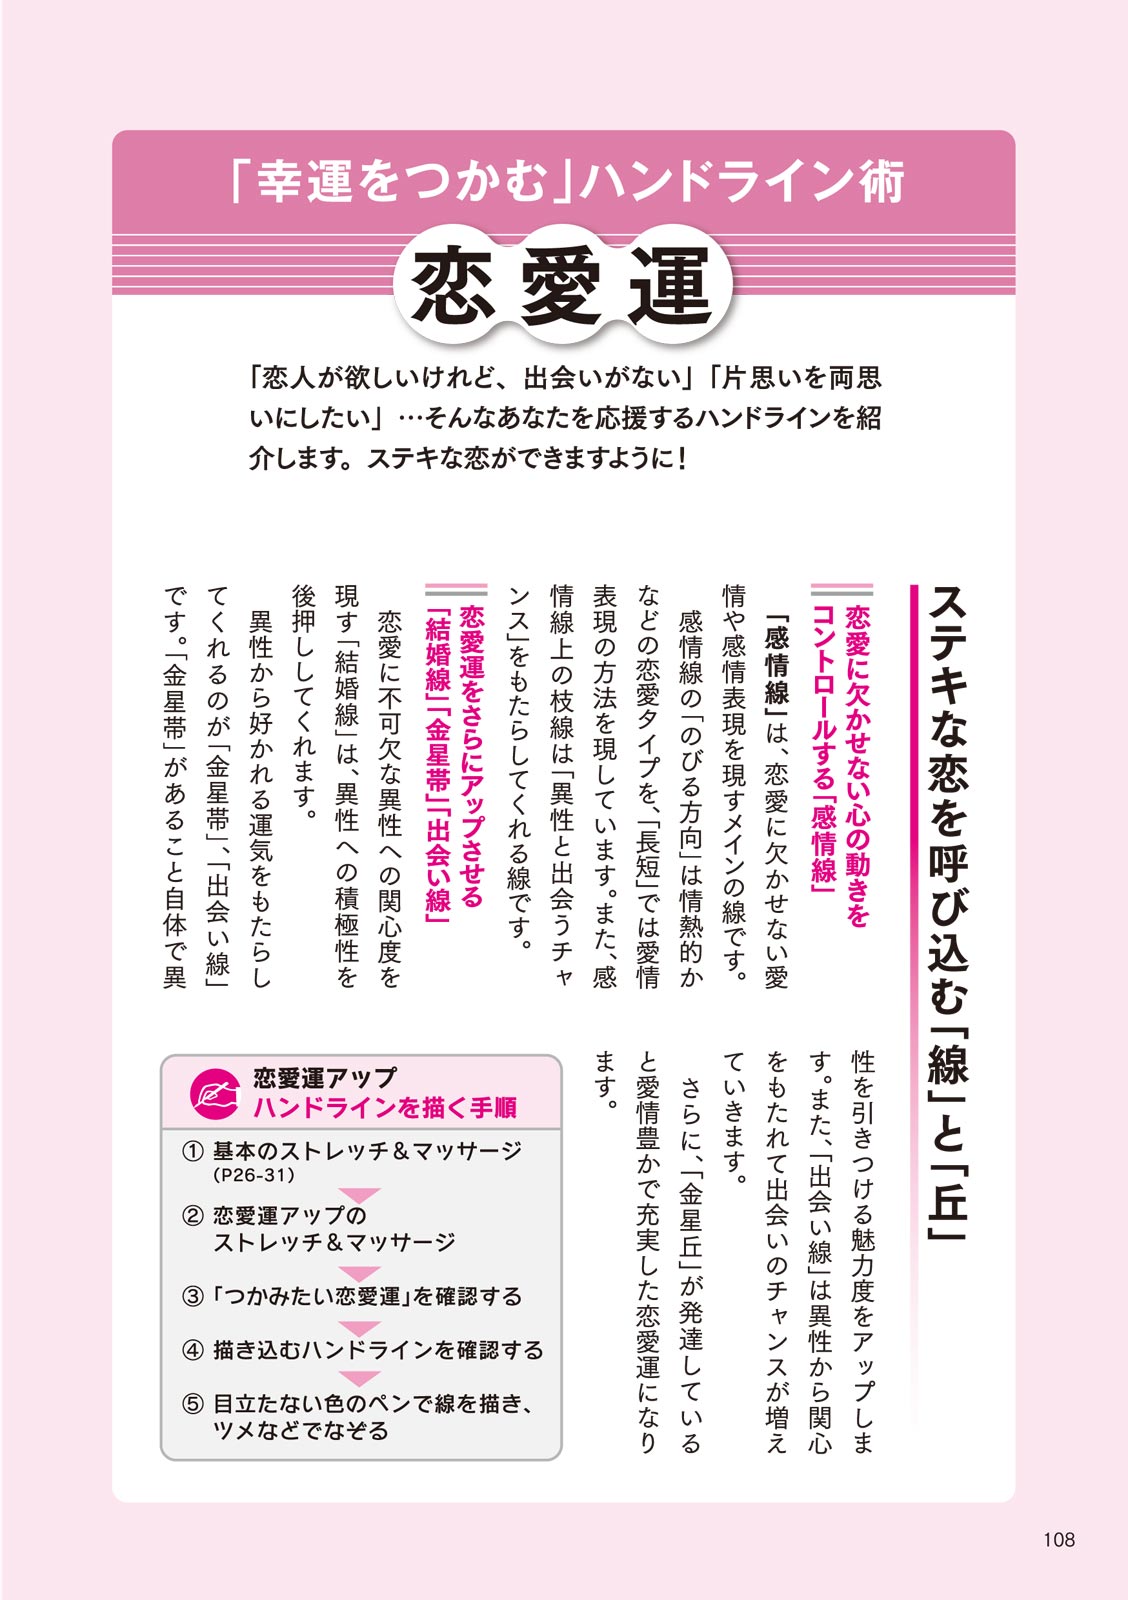 「幸運をつかむ」ハンドライン術
恋愛運
「恋人が欲しいけれど、出会いがない」「片思いを両思
いにしたい」…そんなあなたを応援するハンドラインを紹
介します。ステキな恋ができますように！
ステキな恋を呼び込む「線」と「丘」
恋愛に欠かせない心の動きを
コントロールする「感情線」
「感情線」は、恋愛に欠かせない愛
情や感情表現を現すメインの線です。
感情線の「のびる方向」は情熱的か
などの恋愛タイプを、「長短」では愛情
表現の方法を現しています。また、感
情線上の枝線は「異性と出会うチャ
ンス」をもたらしてくれる線です。
恋愛運をさらにアップさせる
「結婚線」「金星帯」「出会い線」
恋愛に不可欠な異性への関心度を
現す「結婚線」は、異性への積極性を
後押ししてくれます。
異性から好かれる運気をもたらし
てくれるのが「金星帯」、「出会い線」
です。「金星帯」があること自体で異
性を引きつける魅力度をアップしま
す。また、「出会い線」は異性から関心
をもたれて出会いのチャンスが増え
ていきます。
さらに、「金星丘」が発達している
と愛情豊かで充実した恋愛運になり
ます。
恋愛運アップ
ハンドラインを描く手順
① 基本のストレッチ＆マッサージ
（P26-31）
② 恋愛運アップの
ストレッチ＆マッサージ
③「つかみたい恋愛運」を確認する
④ 描き込むハンドラインを確認する
⑤ 目立たない色のペンで線を描き、
ツメなどでなぞる
108